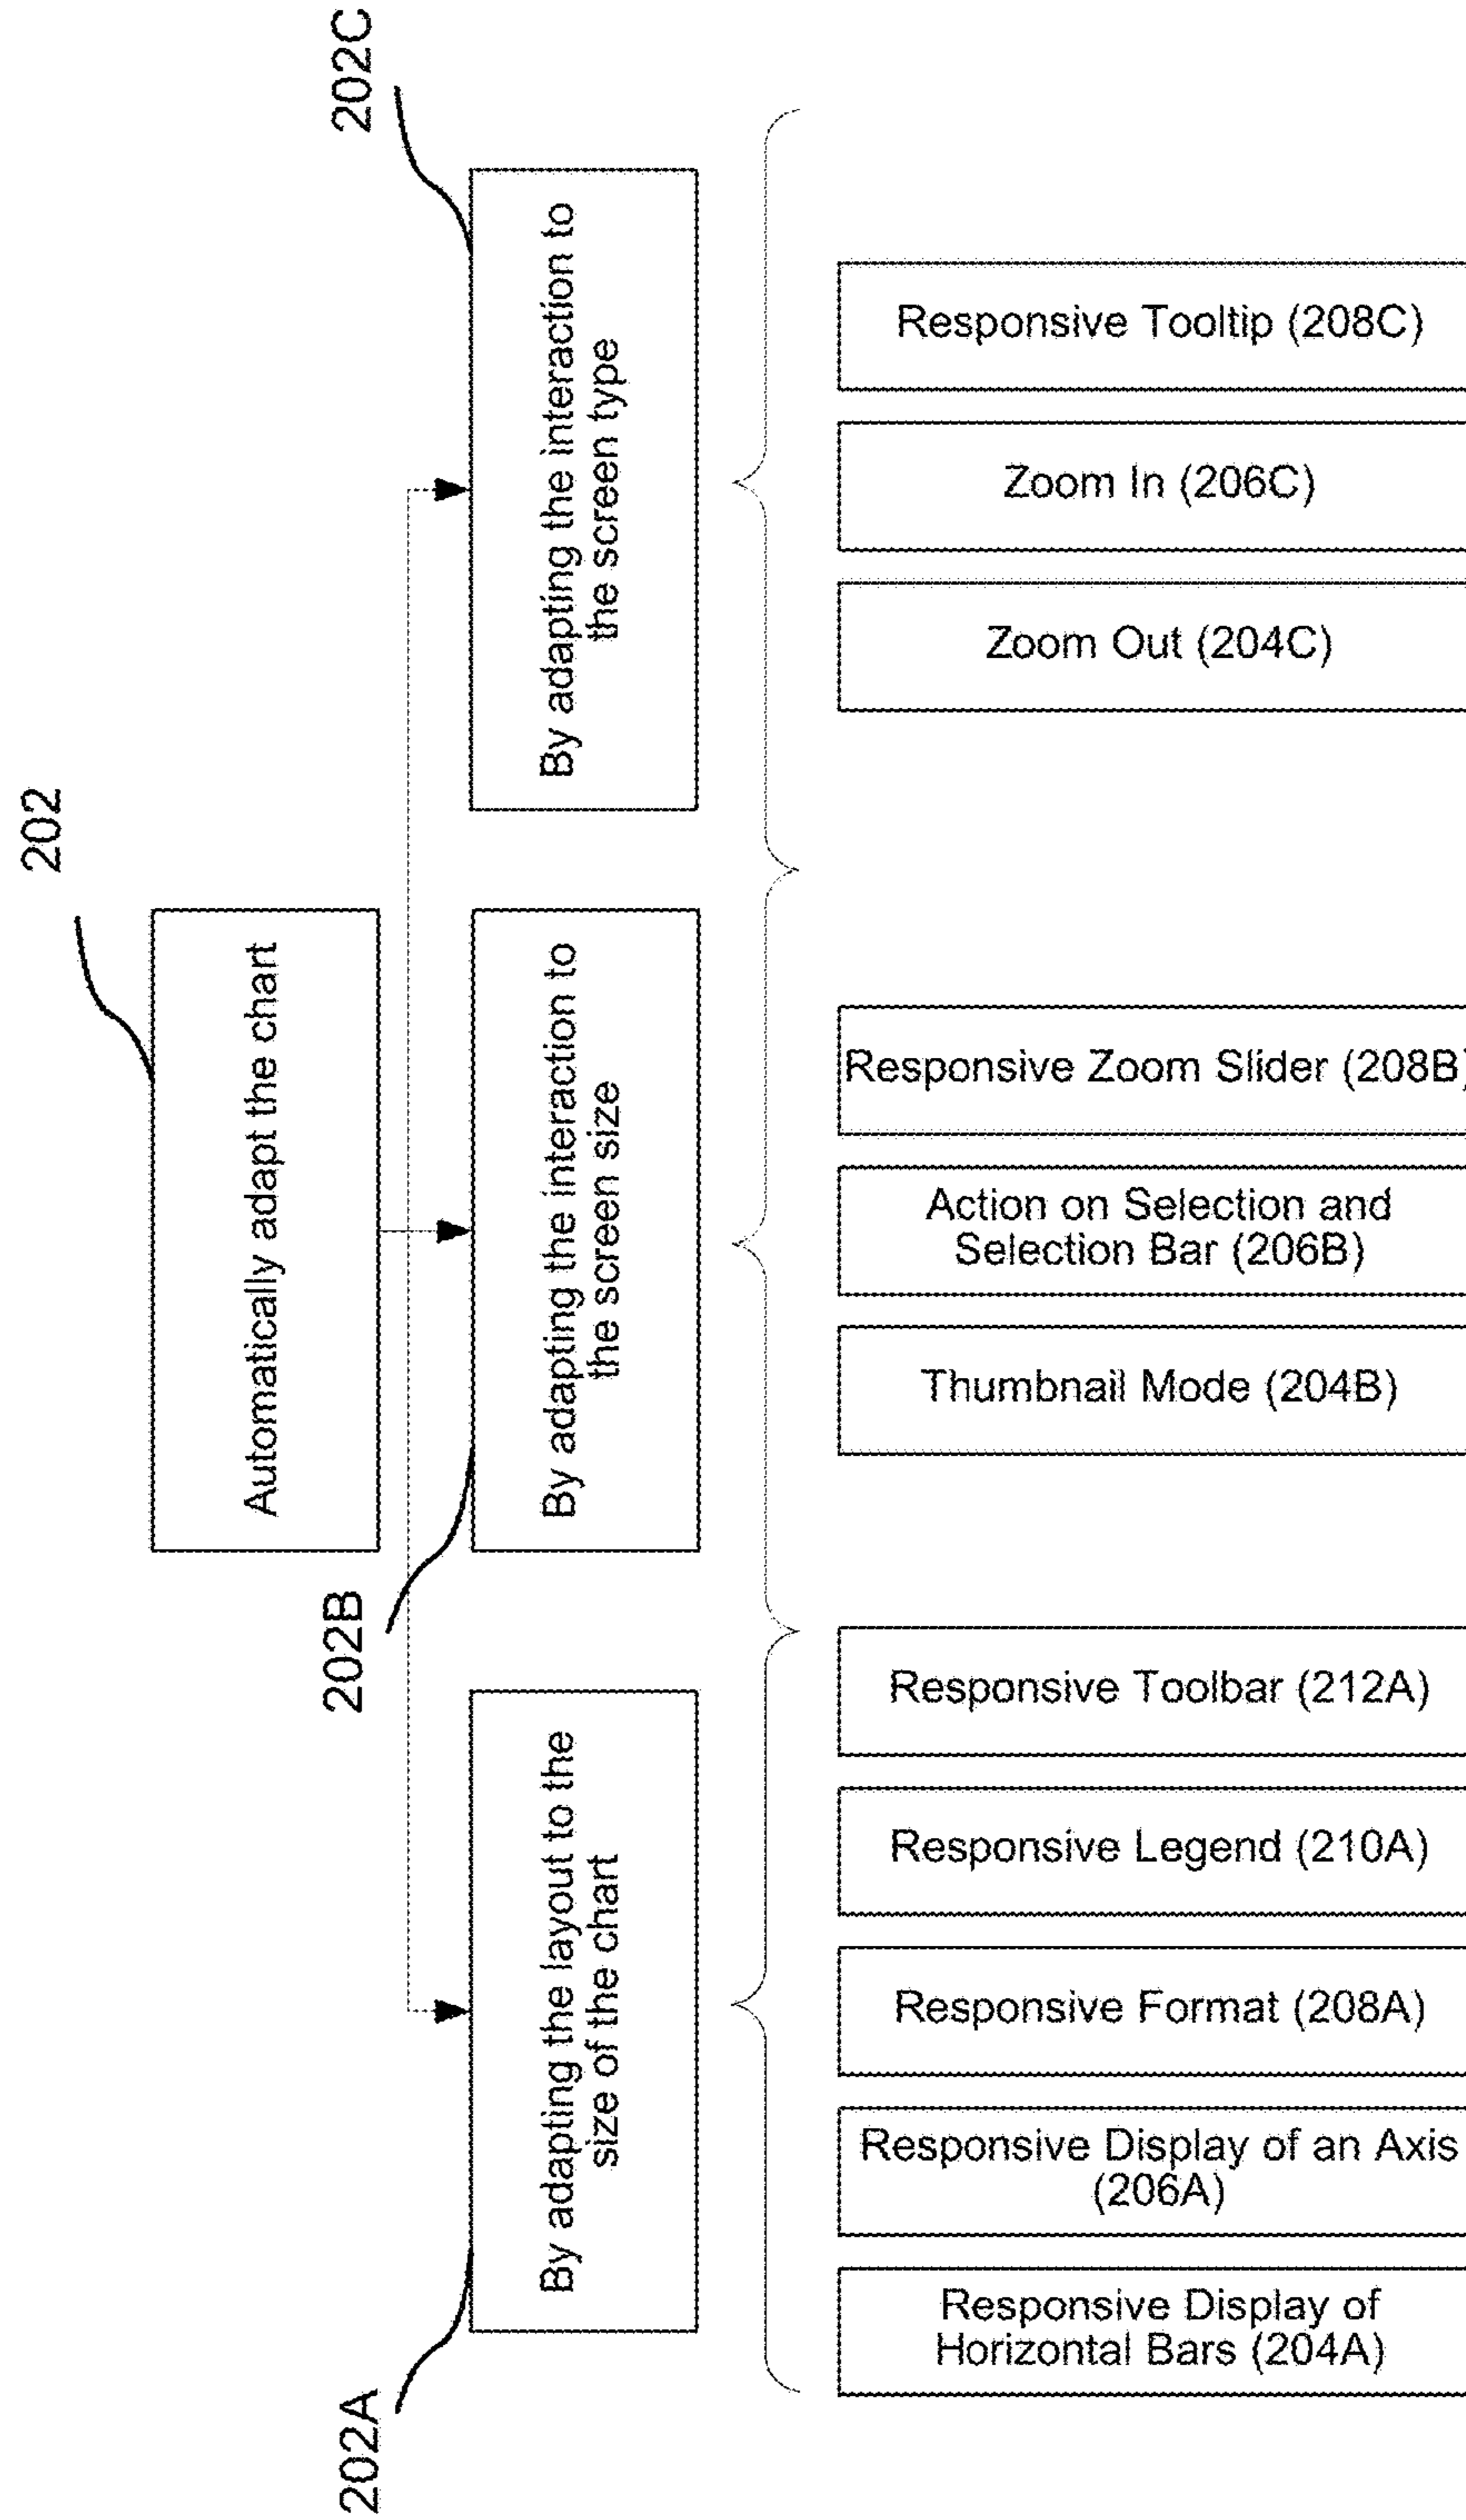 202
Automatically adapt the chart
202A
By adapting the layout to the
size of the chart
202B
By adapting the interaction to
the screen size
202C
By adapting the interaction to
the screen type
Responsive Display of
Horizontal Bars (204A)
Responsive Display of an Axis
(206A)
Responsive Format (208A)
Responsive Legend (210A)
Responsive Toolbar (212A)
Thumbnail Mode (204B)
Action on Selection and
Selection Bar (206B)
Responsive Zoom Slider (208B)
Zoom Out (204C)
Zoom In (206C)
Responsive Tooltip (208C)